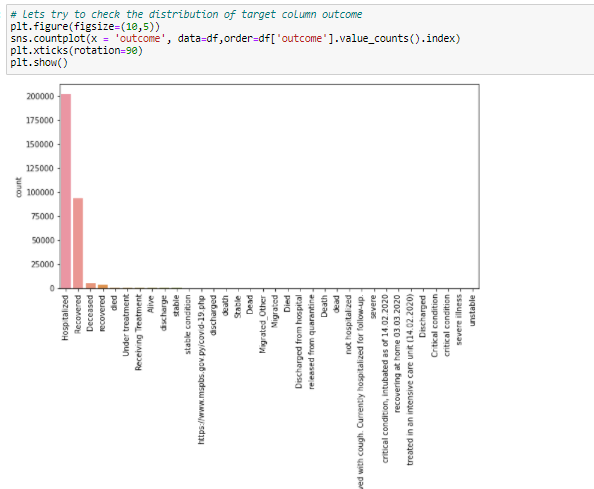 # Lets try to check the distribution of target column outcome
plt.figure(figsize=(10,5))
sns.countplot(x = 'outcome', data=df,order=df['outcome'].value_counts().index)
plt.xticks(rotation=90)
plt.show()
200000
175000
150000
125000
100000
75000
50000
25000
0
count
Hospitalized
Recovered
Deceased
recovered
died
Under treatment
Receiving Treatment
Alive
discharge
stable
stable condition
https://www.mspbs.gov.py/covid-19.php
discharged
death
Stable
Dead
Migrated_Other
Migrated
Died
Discharged from hospital
released from quarantine
Death
dead
not hospitalized
ved with cough. Currently hospitalized for follow-up.
severe
critical condition, intubated as of 14.02.2020
recovering at home 03.03.2020
treated in an intensive care unit (14.02.2020)
Discharged
Critical condition
critical condition
severe illness
unstable